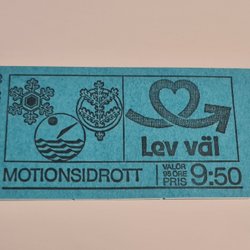 Lev väl
MOTIONSIDROTT
VALÖR
95 ÖRE
PRIS 9:50